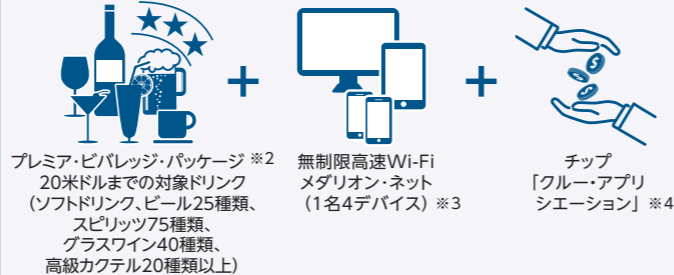 プレミア・ビバレッジ・パッケージ ※2
20米ドルまでの対象ドリンク
（ソフトドリンク、ビール25種類、
スピリッツ75種類、
グラスワイン40種類、
高級カクテル20種類以上）
無制限高速Wi-Fi
メダリオン・ネット
（1名4デバイス）※3
チップ
「クルー・アプリ
シエーション」 ※4